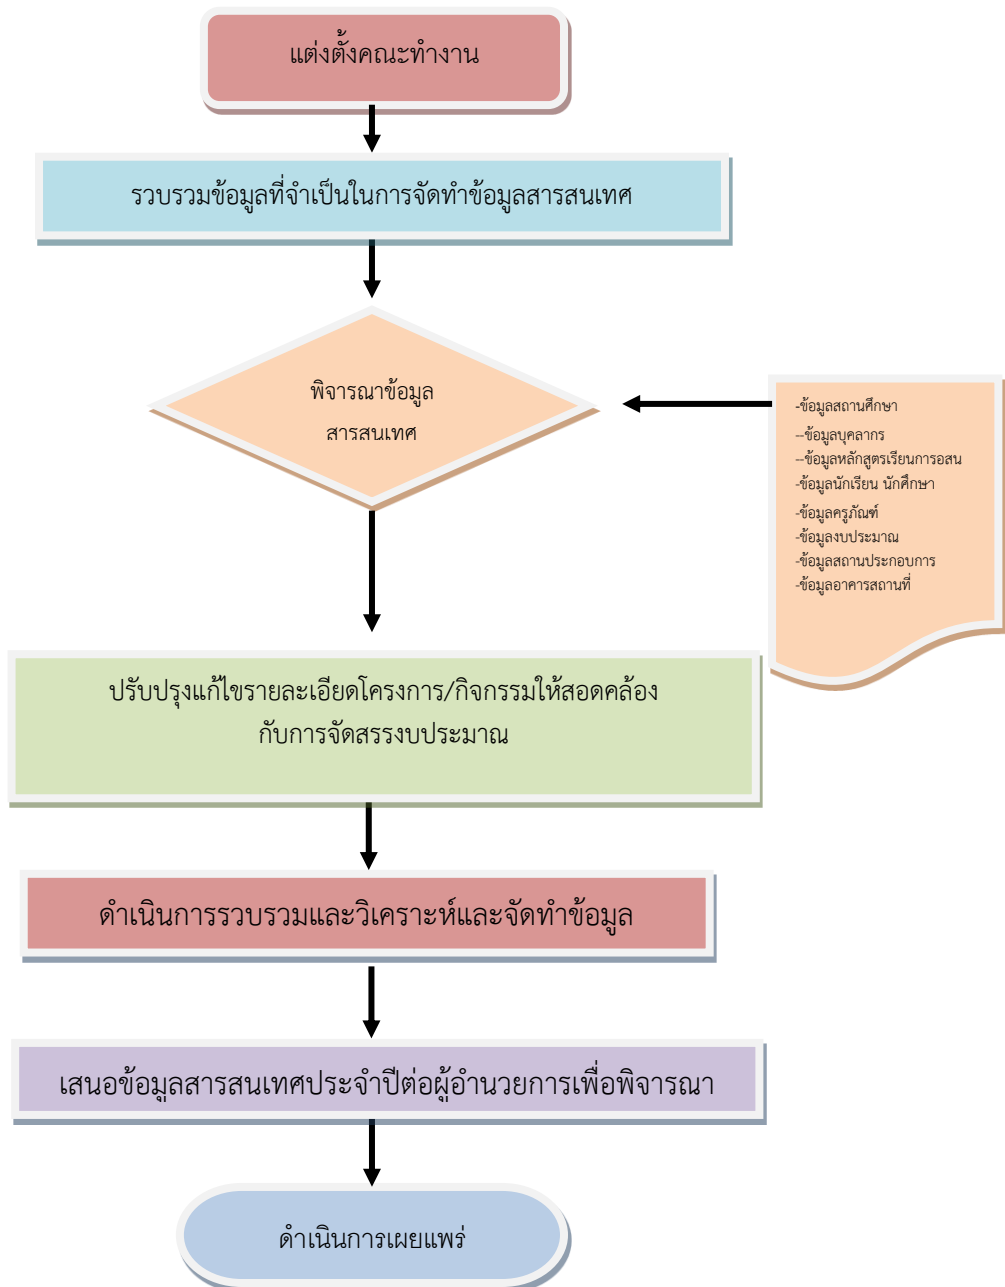 แต่งตั้งคณะทำงาน
รวบรวมข้อมูลที่จำเป็นในการจัดทำข้อมูลสารสนเทศ
พิจารณาข้อมูล
สารสนเทศ
-ข้อมูลสถานศึกษา
--ข้อมูลบุคลากร
--ข้อมูลหลักสูตรเรียนการอสน
-ข้อมูลนักเรียน นักศึกษา
-ข้อมูลครูภัณฑ์
-ข้อมูลงบประมาณ
-ข้อมูลสถานประกอบการ
-ข้อมูลอาคารสถานที่
ปรับปรุงแก้ไขรายละเอียดโครงการ/กิจกรรมให้สอดคล้อง
กับการจัดสรรงบประมาณ
ดำเนินการรวบรวมและวิเคราะห์และจัดทำข้อมูล
เสนอข้อมูลสารสนเทศประจำปีต่อผู้อำนวยการเพื่อพิจารณา
ดำเนินการเผยแพร่